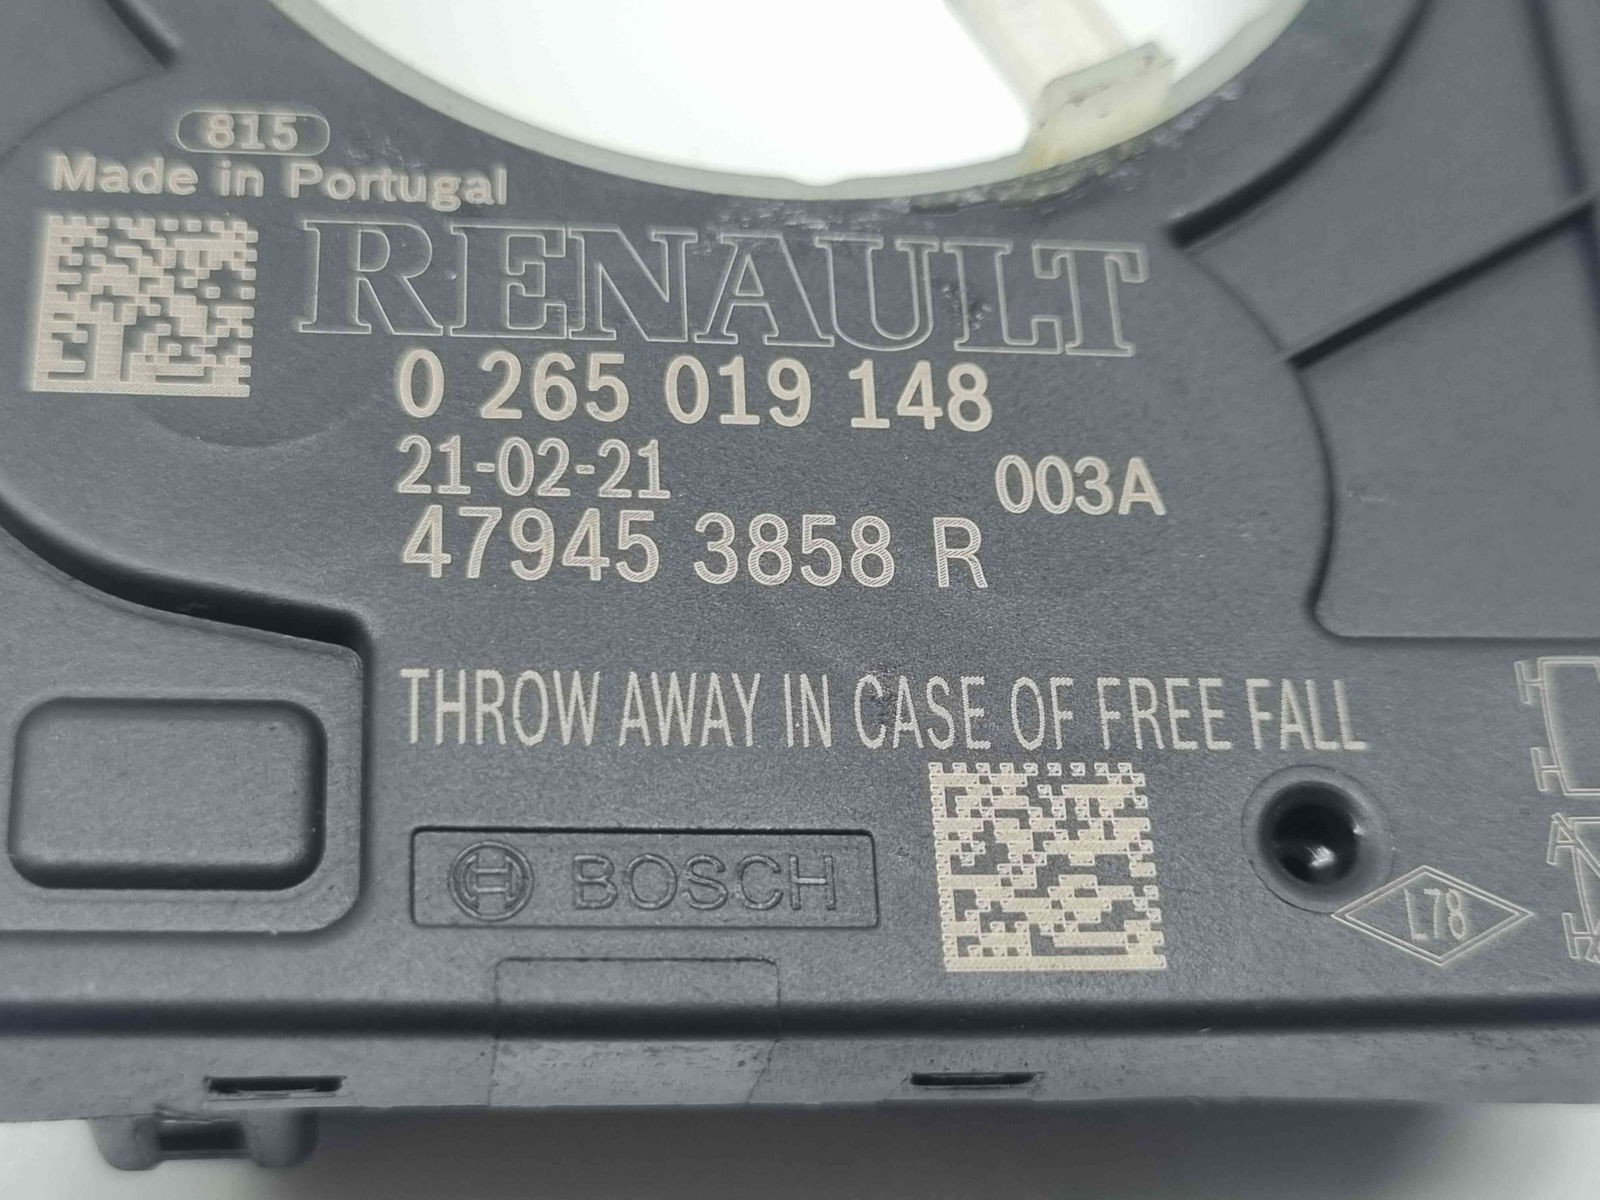 815
Made in Portugal
RENAULT
0 265 019 148
21-02-21 003A
47945 3858 R
THROW AWAY IN CASE OF FREE FALL
BOSCH
L78